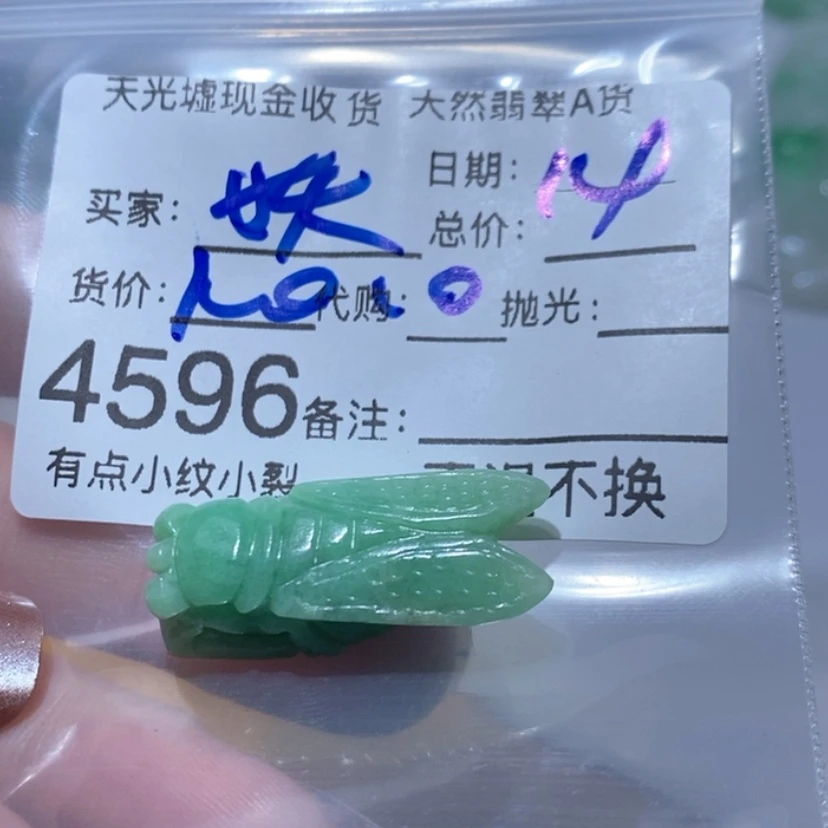 天光墟现金收货 天然翡翠A货
日期: 14
买家: 妖
总价:
货价: 代购: 抛光:
4596 备注:
有点小纹小裂 不换